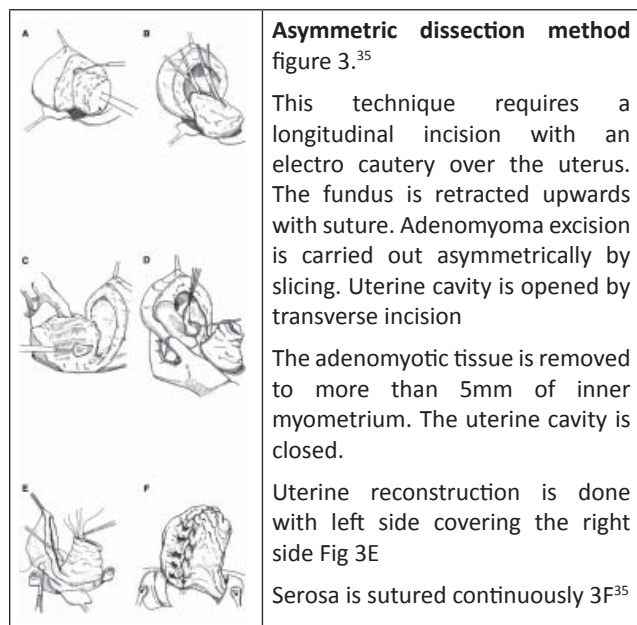 A
B
C
D
E
F
Asymmetric dissection method
figure 3.35
This technique requires a
longitudinal incision with an
electro cautery over the uterus.
The fundus is retracted upwards
with suture. Adenomyoma excision
is carried out asymmetrically by
slicing. Uterine cavity is opened by
transverse incision
The adenomyotic tissue is removed
to more than 5mm of inner
myometrium. The uterine cavity is
closed.
Uterine reconstruction is done
with left side covering the right
side Fig 3E
Serosa is sutured continuously 3F35